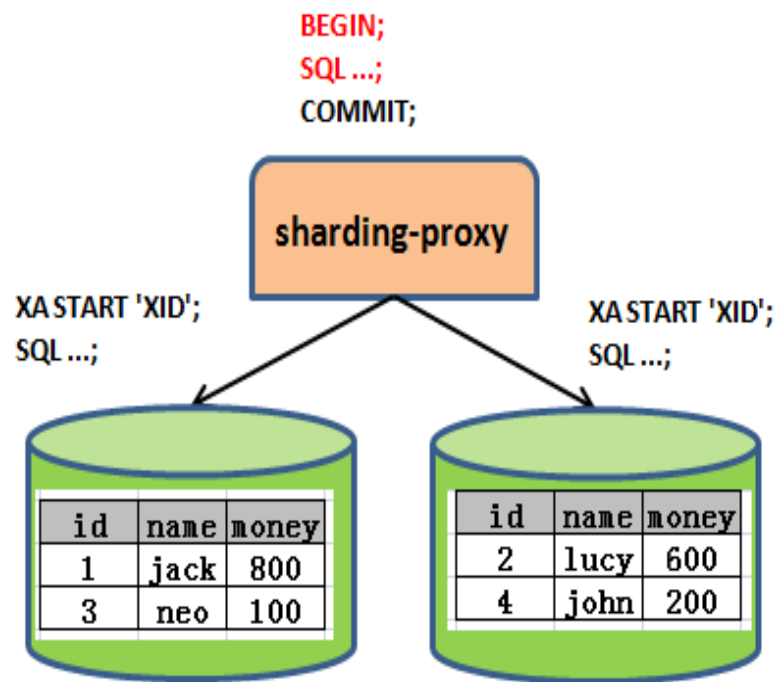 BEGIN;
SQL ...;
COMMIT;
sharding-proxy
XA START 'XID';
SQL ...;
XA START 'XID';
SQL ...;
id name money
1 jack 800
3 neo 100
id name money
2 lucy 600
4 john 200